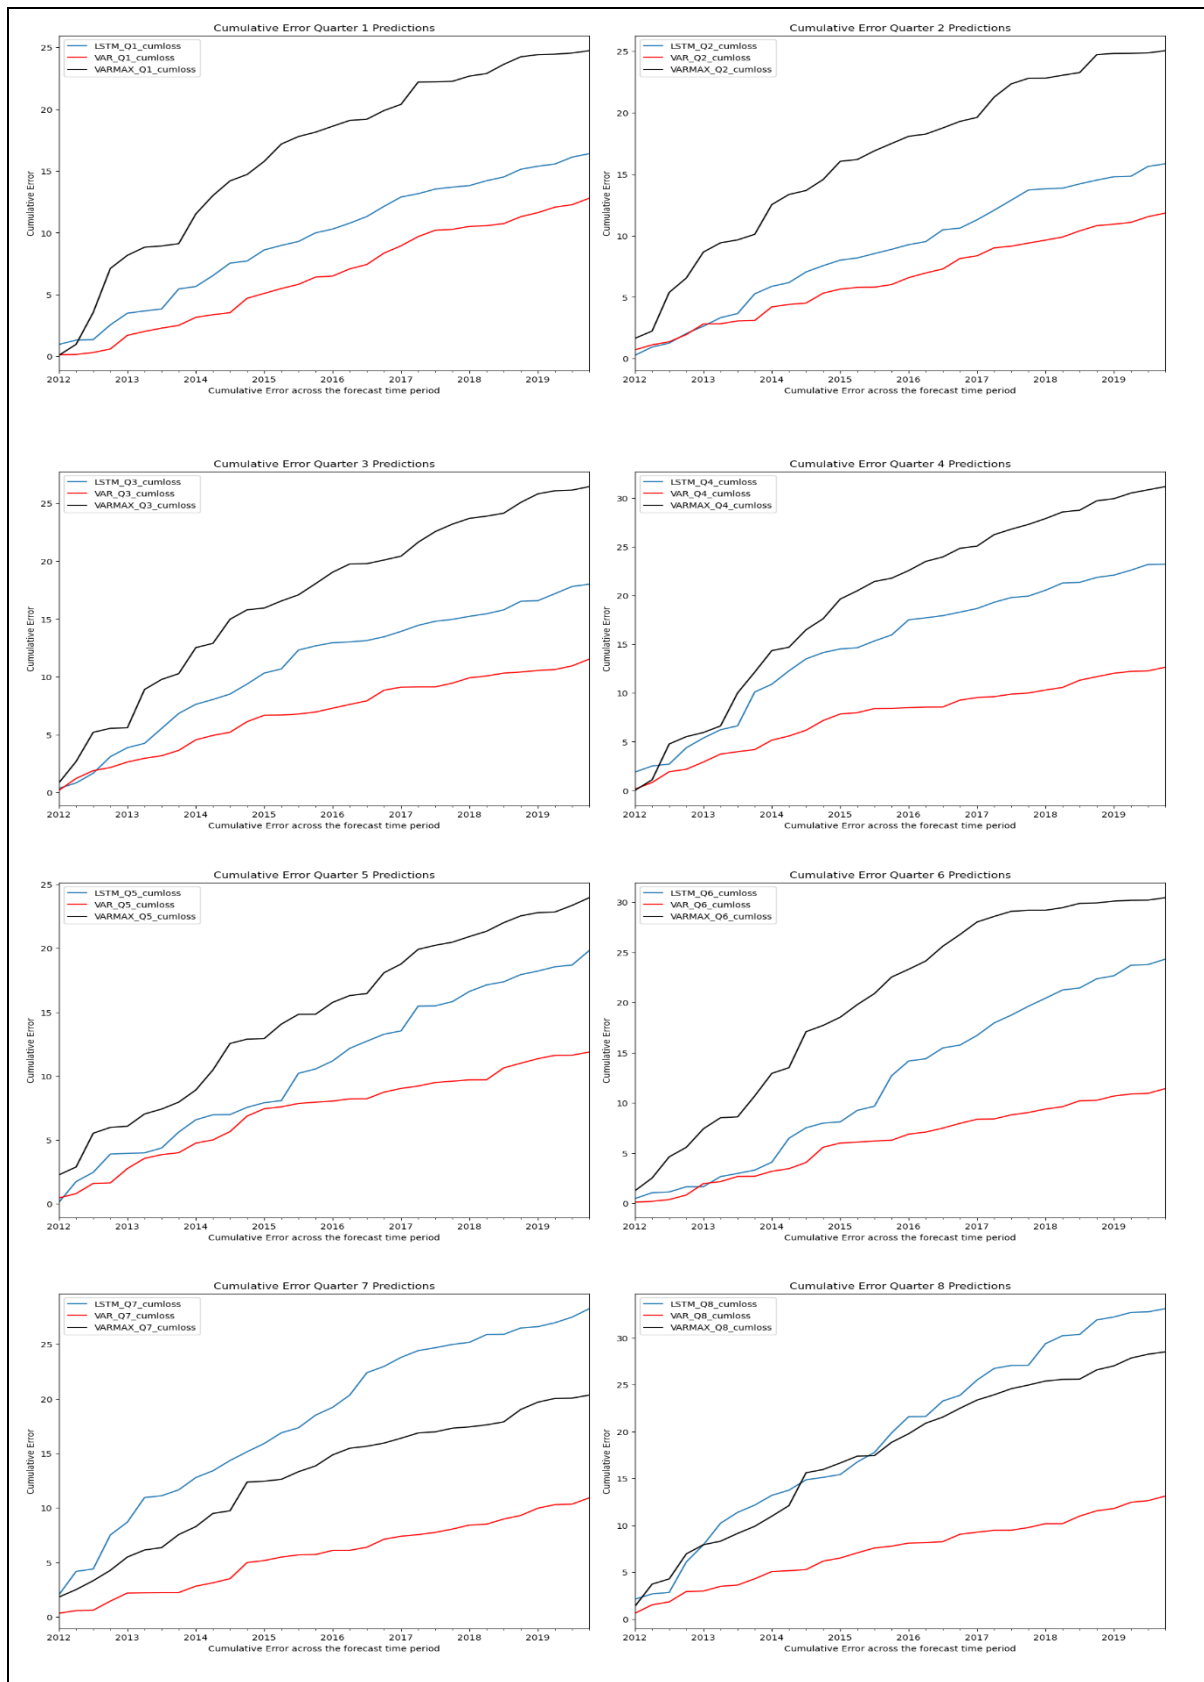 Cumulative Error Quarter 1 Predictions
LSTM_Q1_cumloss
VAR_Q1_cumloss
VARMAX_Q1_cumloss
Cumulative Error
25
20
15
10
5
0
2012 2013 2014 2015 2016 2017 2018 2019
Cumulative Error across the forecast time period
Cumulative Error Quarter 2 Predictions
LSTM_Q2_cumloss
VAR_Q2_cumloss
VARMAX_Q2_cumloss
Cumulative Error
25
20
15
10
5
0
2012 2013 2014 2015 2016 2017 2018 2019
Cumulative Error across the forecast time period
Cumulative Error Quarter 3 Predictions
LSTM_Q3_cumloss
VAR_Q3_cumloss
VARMAX_Q3_cumloss
Cumulative Error
25
20
15
10
5
0
2012 2013 2014 2015 2016 2017 2018 2019
Cumulative Error across the forecast time period
Cumulative Error Quarter 4 Predictions
LSTM_Q4_cumloss
VAR_Q4_cumloss
VARMAX_Q4_cumloss
Cumulative Error
30
25
20
15
10
5
0
2012 2013 2014 2015 2016 2017 2018 2019
Cumulative Error across the forecast time period
Cumulative Error Quarter 5 Predictions
LSTM_Q5_cumloss
VAR_Q5_cumloss
VARMAX_Q5_cumloss
Cumulative Error
25
20
15
10
5
0
2012 2013 2014 2015 2016 2017 2018 2019
Cumulative Error across the forecast time period
Cumulative Error Quarter 6 Predictions
LSTM_Q6_cumloss
VAR_Q6_cumloss
VARMAX_Q6_cumloss
Cumulative Error
30
25
20
15
10
5
0
2012 2013 2014 2015 2016 2017 2018 2019
Cumulative Error across the forecast time period
Cumulative Error Quarter 7 Predictions
LSTM_Q7_cumloss
VAR_Q7_cumloss
VARMAX_Q7_cumloss
Cumulative Error
25
20
15
10
5
0
2012 2013 2014 2015 2016 2017 2018 2019
Cumulative Error across the forecast time period
Cumulative Error Quarter 8 Predictions
LSTM_Q8_cumloss
VAR_Q8_cumloss
VARMAX_Q8_cumloss
Cumulative Error
30
25
20
15
10
5
0
2012 2013 2014 2015 2016 2017 2018 2019
Cumulative Error across the forecast time period